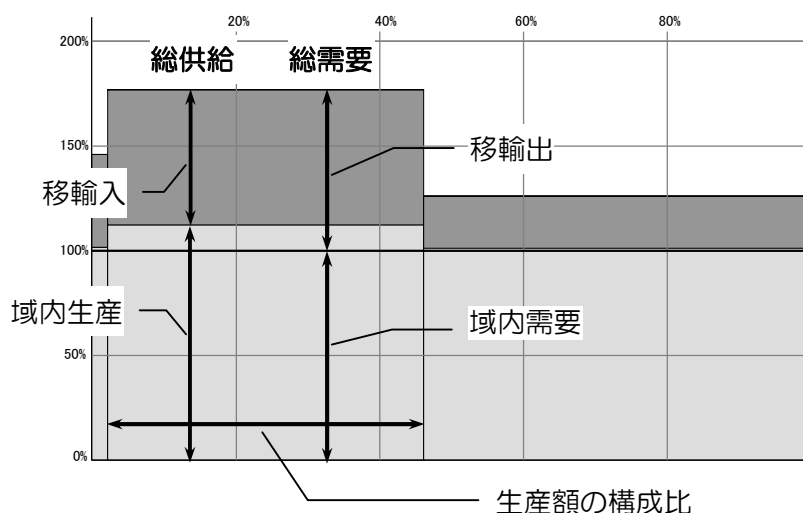 20%
40%
60%
80%
200%
総供給
総需要
150%
移輸出
移輸入
100%
域内生産
域内需要
50%
0%
生産額の構成比